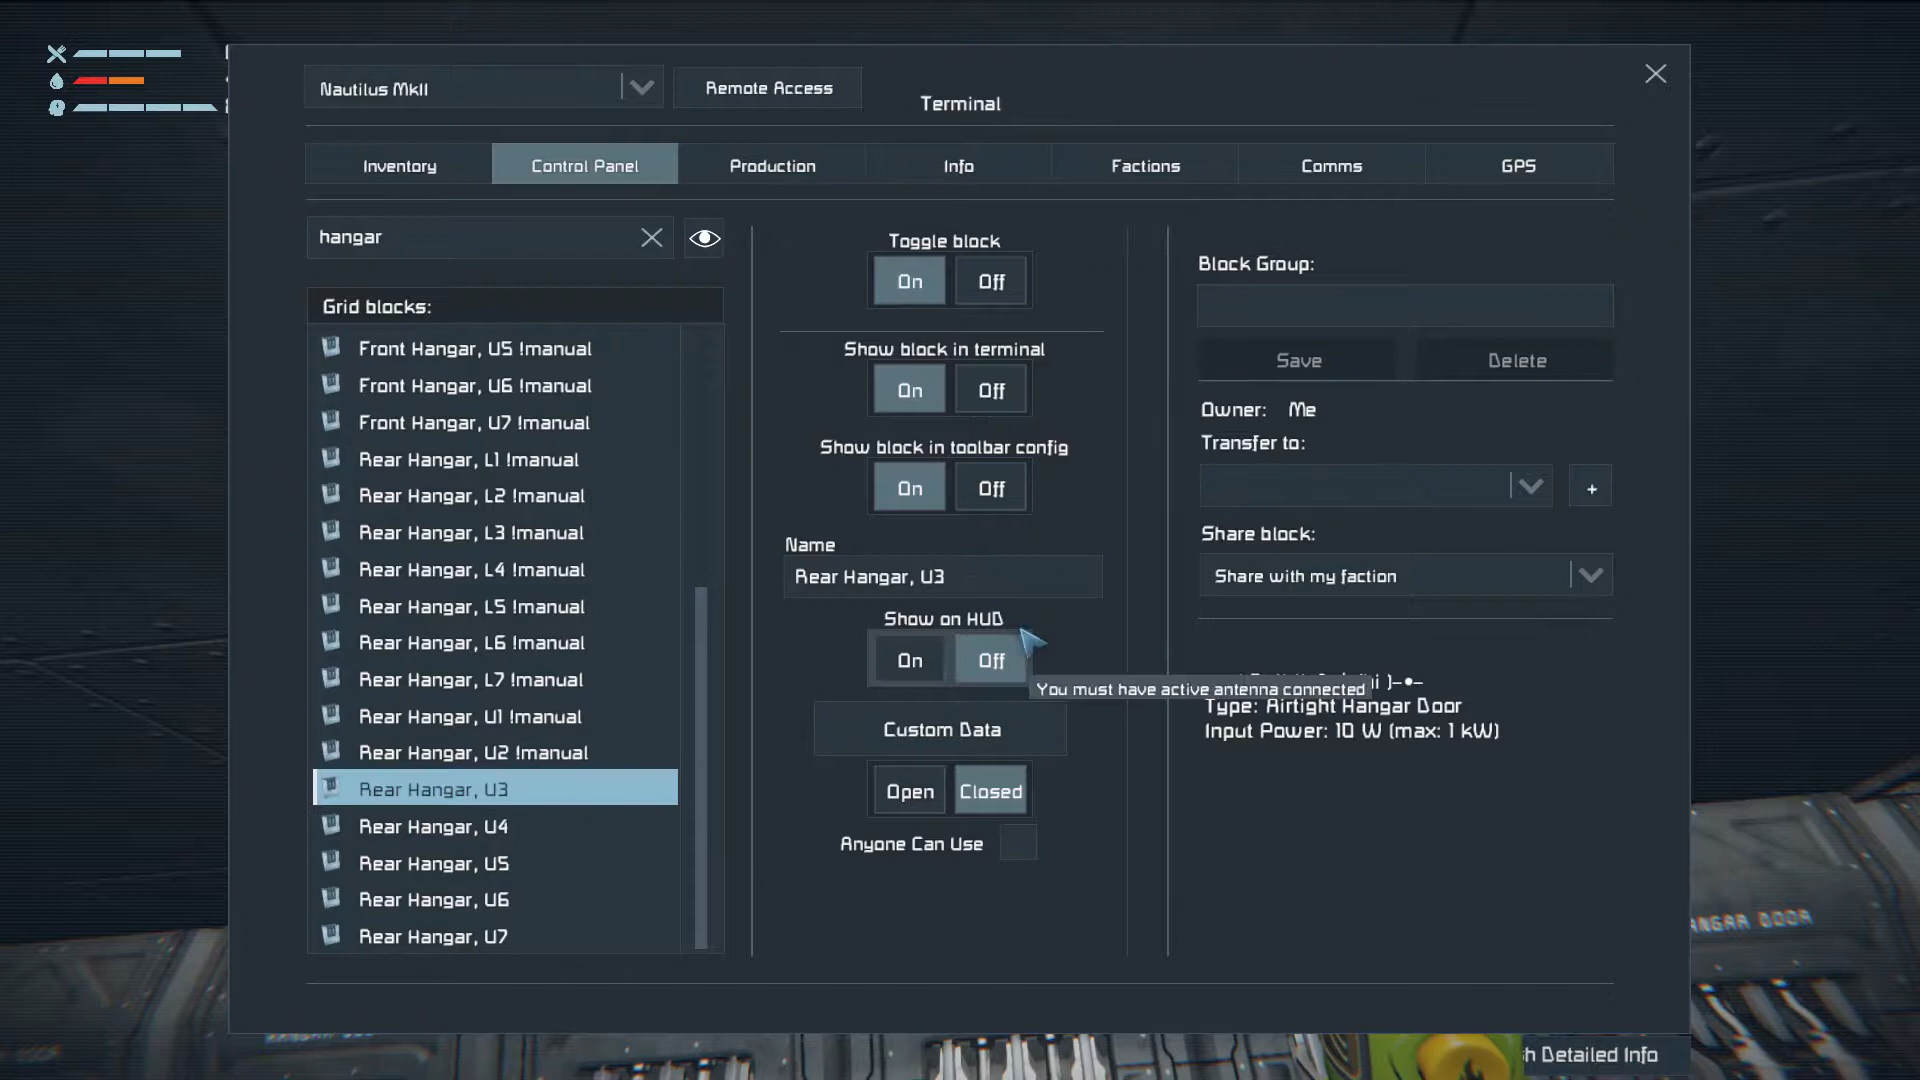 Nautilus MkII
Remote Access
Terminal
Inventory
Control Panel
Production
Info
Factions
Comms
GPS
hangar
Grid blocks:
Front Hangar, U5 !manual
Front Hangar, U6 !manual
Front Hangar, U7 !manual
Rear Hangar, L1 !manual
Rear Hangar, L2 !manual
Rear Hangar, L3 !manual
Rear Hangar, L4 !manual
Rear Hangar, L5 !manual
Rear Hangar, L6 !manual
Rear Hangar, L7 !manual
Rear Hangar, U1 !manual
Rear Hangar, U2 !manual
Rear Hangar, U3
Rear Hangar, U4
Rear Hangar, U5
Rear Hangar, U6
Rear Hangar, U7
Toggle block
On Off
Show block in terminal
On Off
Show block in toolbar config
On Off
Name
Rear Hangar, U3
Show on HUD
On Off
You must have active antenna connected
Custom Data
Open Closed
Anyone Can Use
Block Group:
Save Delete
Owner: Me
Transfer to:
+
Share block:
Share with my faction
)-•-
Type: Airtight Hangar Door
Input Power: 10 W (max: 1 kW)
ANGAR DOOR
Detailed Info